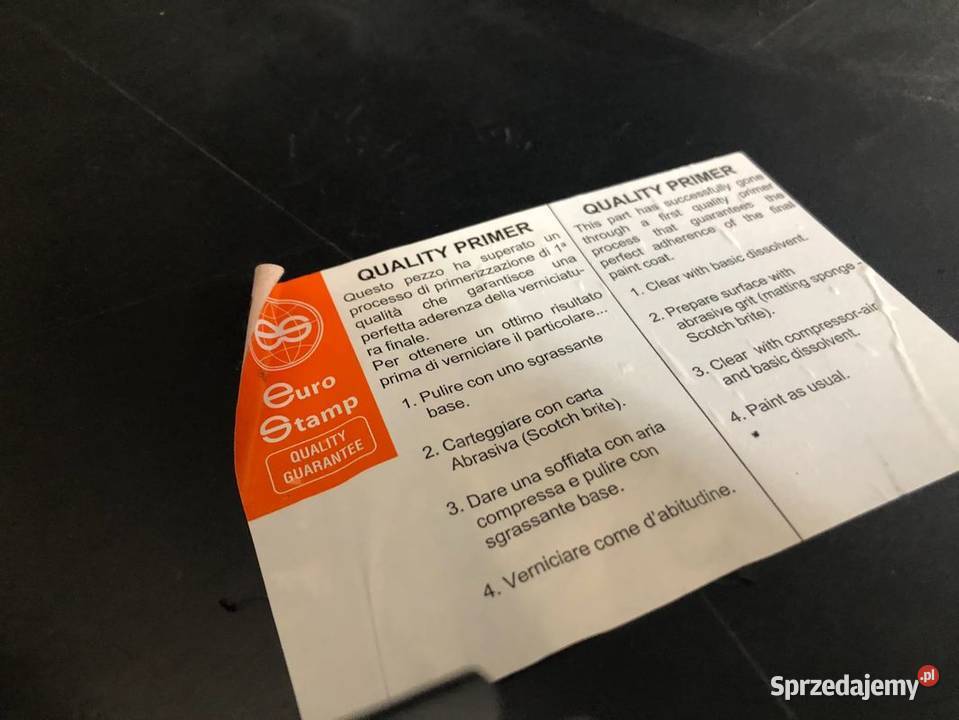 QUALITY PRIMER
Questo pezzo ha superato un
processo di primerizzazione di 1ª
qualità che garantisce una
perfetta aderenza della verniciatu-
ra finale.
Per ottenere un ottimo risultato
prima di verniciare il particolare...
1. Pulire con uno sgrassante
base.
2. Carteggiare con carta
Abrasiva (Scotch brite).
3. Dare una soffiata con aria
compressa e pulire con
sgrassante base.
4. Verniciare come d'abitudine.
QUALITY PRIMER
This part has successfully gone
through a first quality primer
process that guarantees the
perfect adherence of the final
paint coat.
1. Clear with basic dissolvent.
2. Prepare surface with
abrasive grit (matting sponge -
Scotch brite).
3. Clear with compressor-air
and basic dissolvent.
4. Paint as usual.
euro
Stamp
QUALITY
GUARANTEE
Sprzedajemy.pl